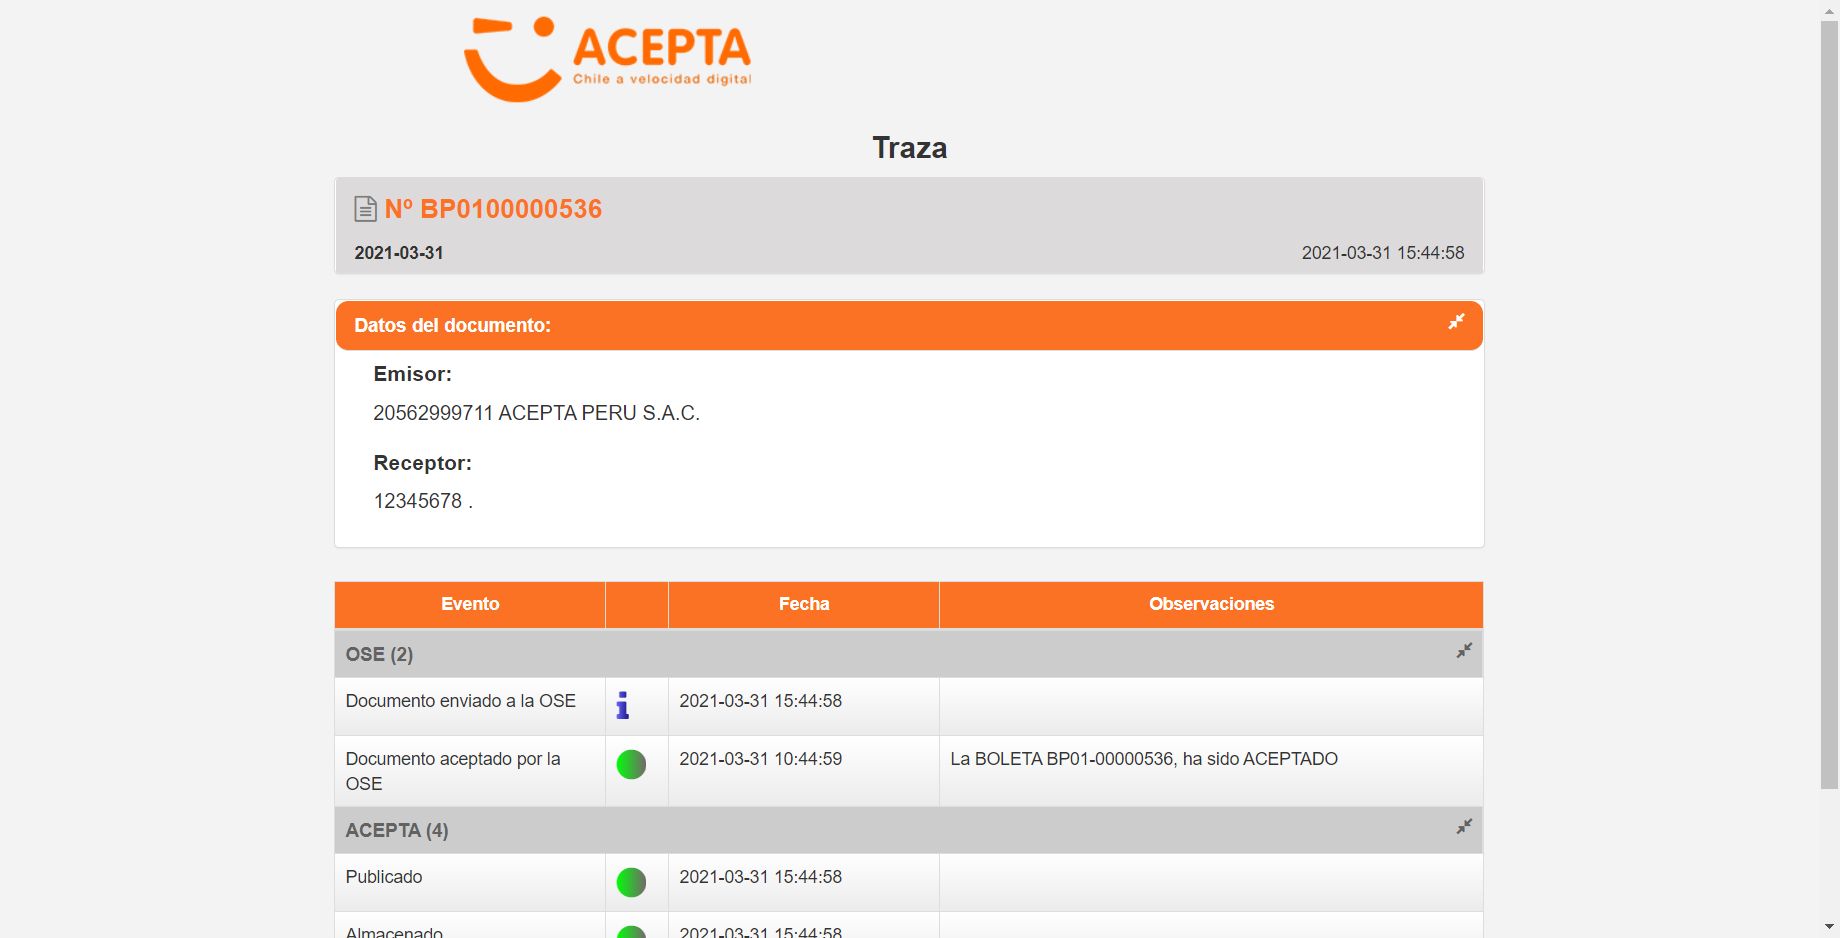 ACEPTA
Chile a velocidad digital
Traza
Nº BP0100000536
2021-03-31 2021-03-31 15:44:58
Datos del documento:
Emisor:
20562999711 ACEPTA PERU S.A.C.
Receptor:
12345678 .
Evento Fecha Observaciones
OSE (2)
Documento enviado a la OSE 2021-03-31 15:44:58
Documento aceptado por la 2021-03-31 10:44:59 La BOLETA BP01-00000536, ha sido ACEPTADO
OSE
ACEPTA (4)
Publicado 2021-03-31 15:44:58
Almacenado 2021-03-31 15:44:58